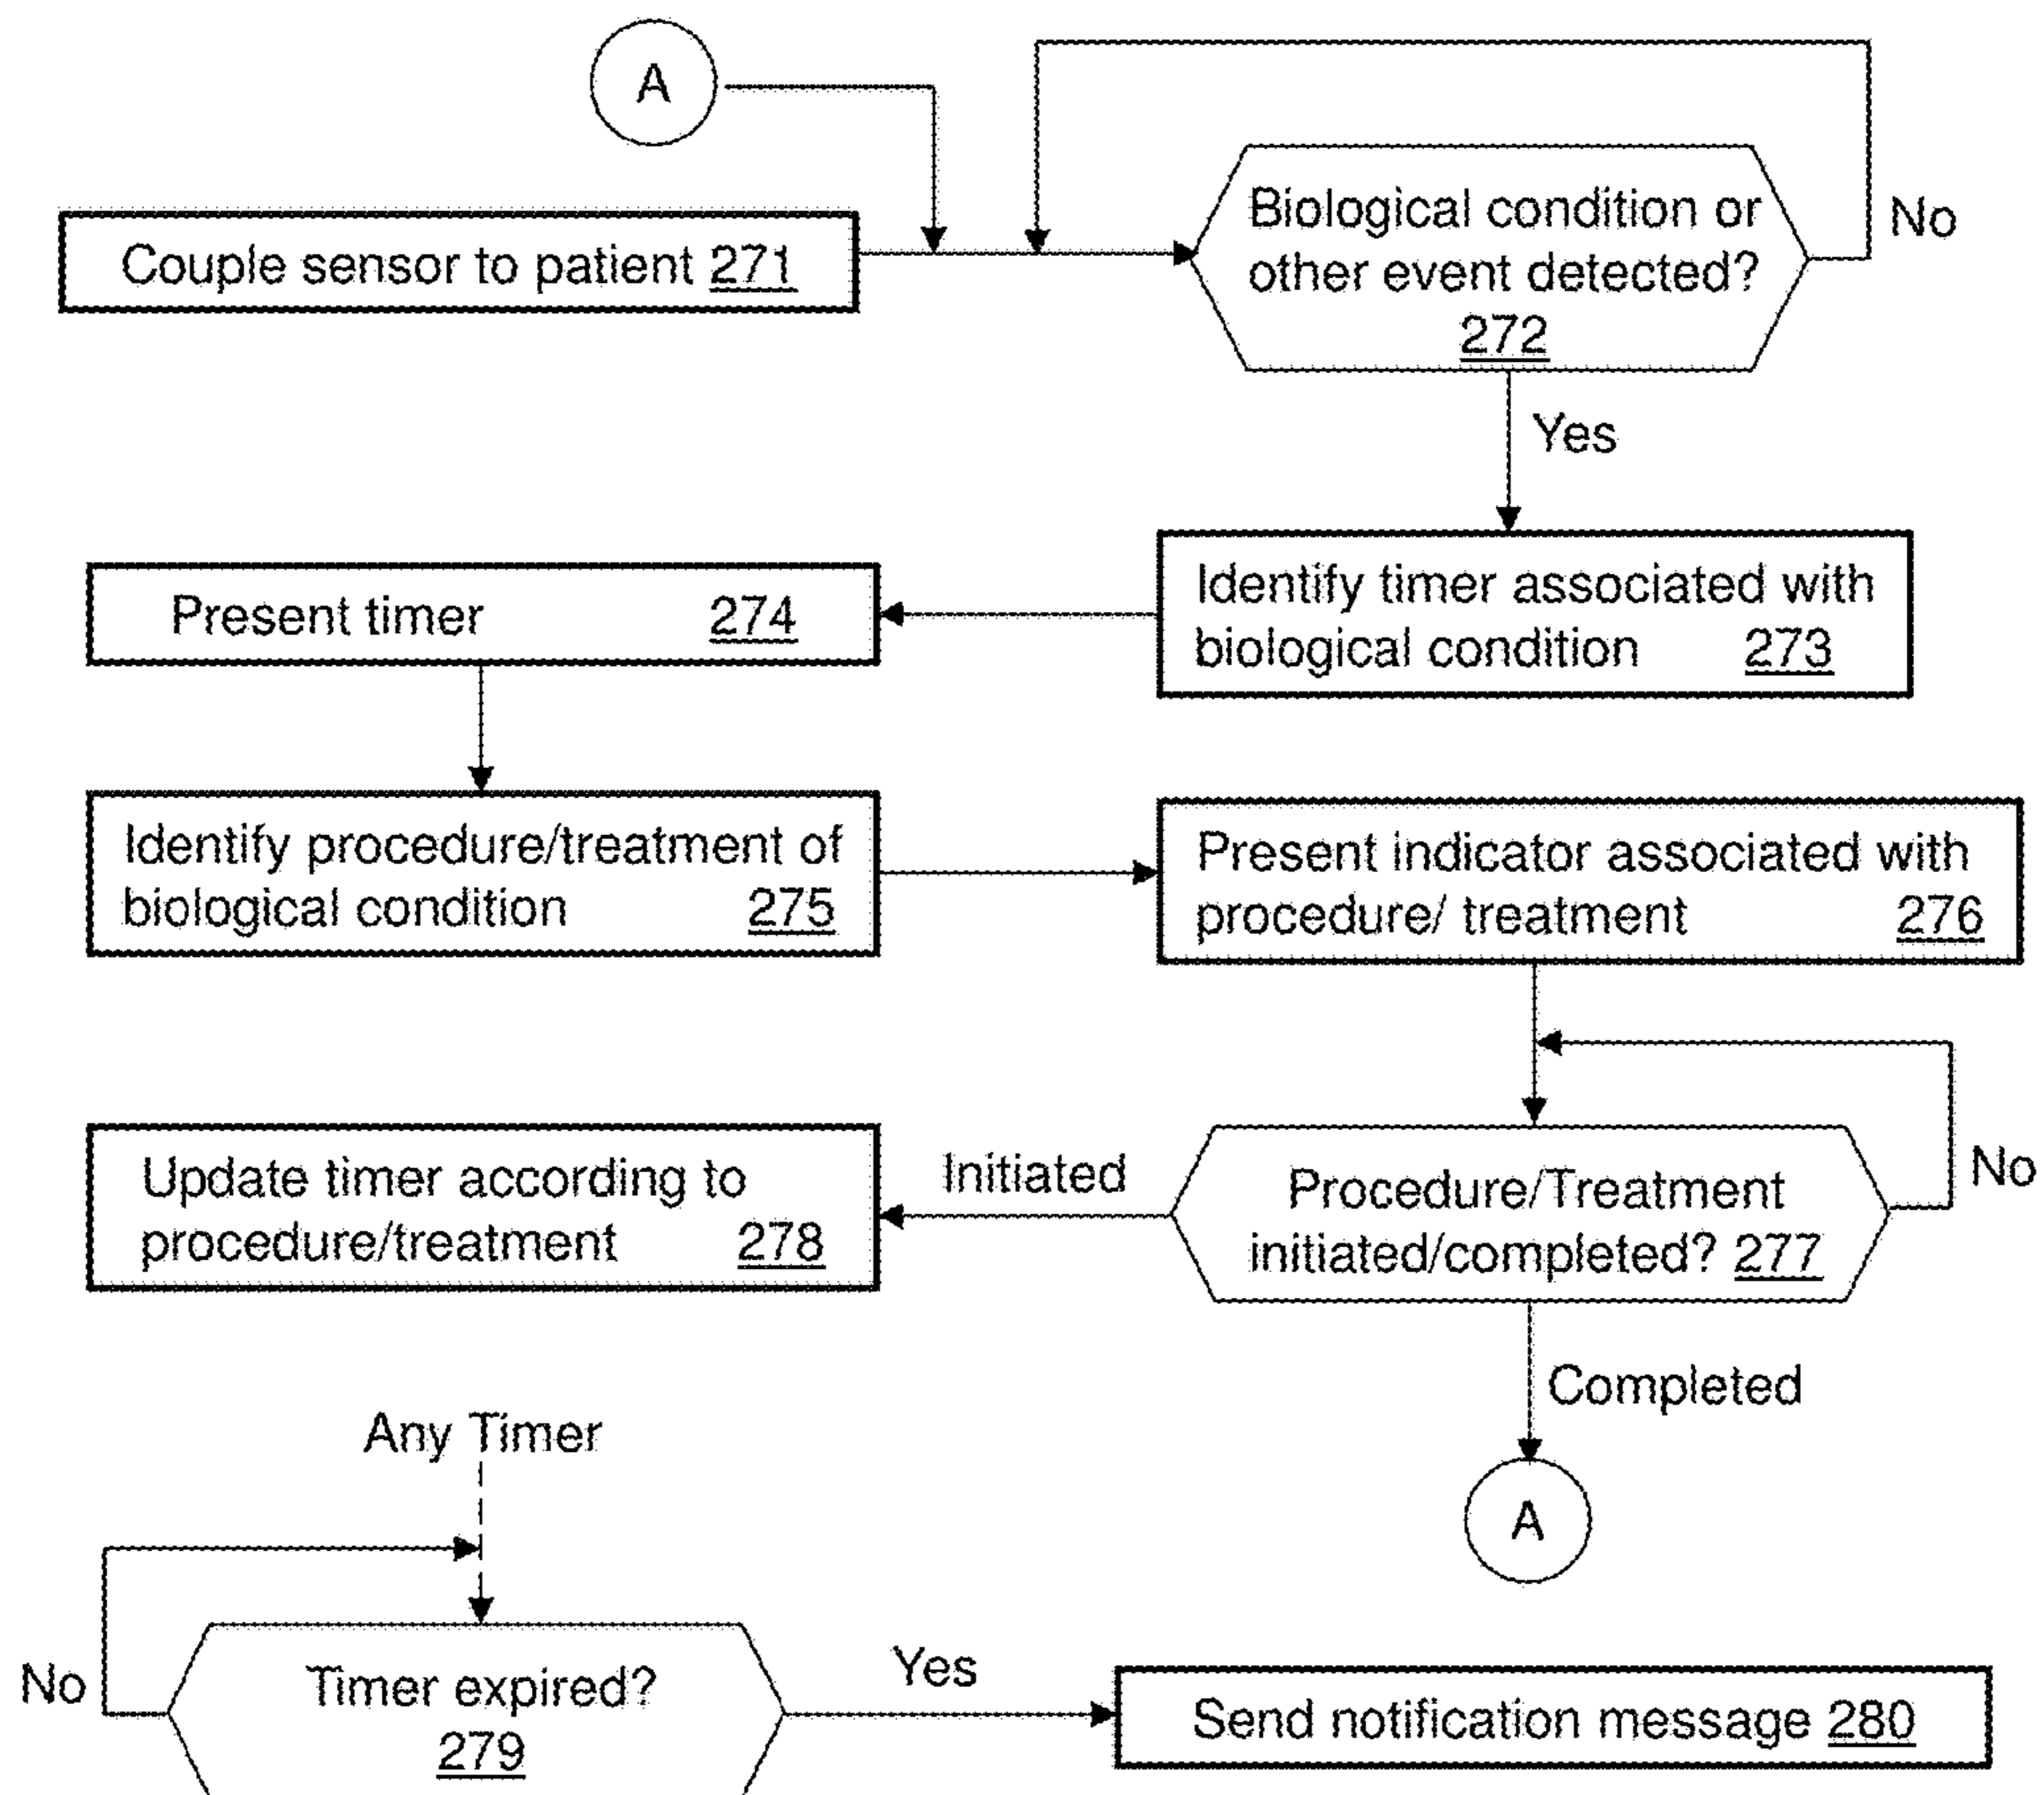 A
Couple sensor to patient 271
Biological condition or
other event detected?
272
No
Yes
Identify timer associated with
biological condition 273
Present timer 274
Identify procedure/treatment of
biological condition 275
Present indicator associated with
procedure/ treatment 276
Procedure/Treatment
initiated/completed? 277
No
Initiated
Update timer according to
procedure/treatment 278
Completed
A
Any Timer
Timer expired?
279
No
Yes
Send notification message 280